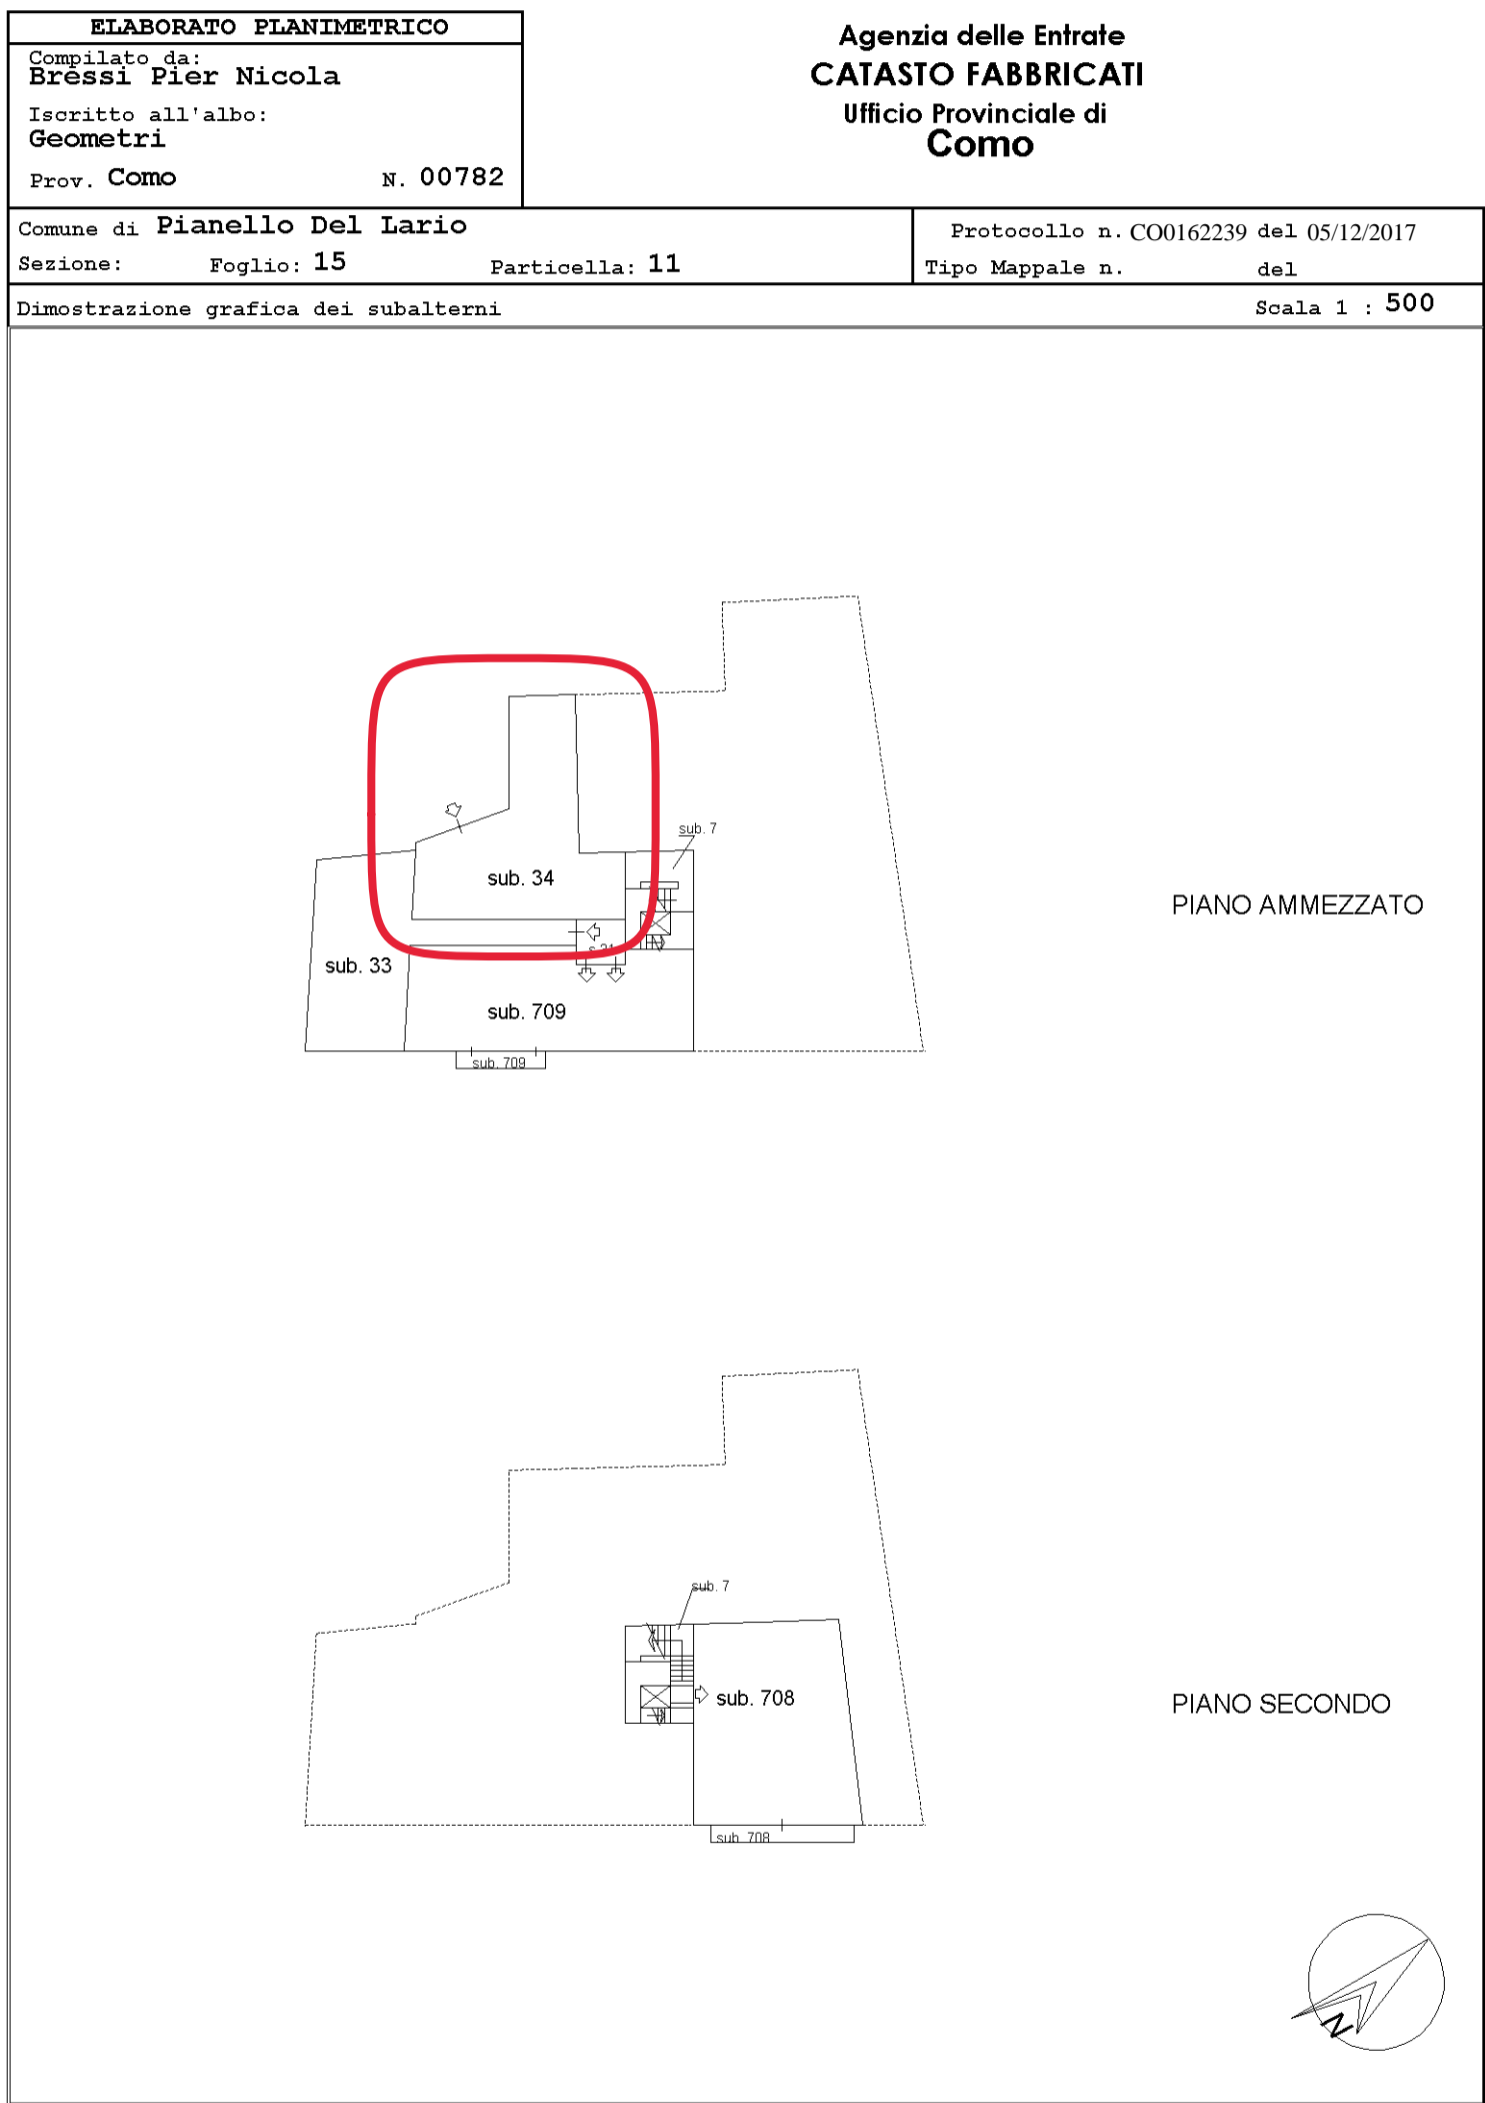 ELABORATO PLANIMETRICO
Compilato da:
Bressi Pier Nicola
Iscritto all'albo:
Geometri
Prov. Como N. 00782
Agenzia delle Entrate
CATASTO FABBRICATI
Ufficio Provinciale di
Como
Comune di Pianello Del Lario
Sezione: Foglio: 15 Particella: 11
Protocollo n. CO0162239 del 05/12/2017
Tipo Mappale n. del
Dimostrazione grafica dei subalterni
Scala 1 : 500
sub. 7
sub. 34
PIANO AMMEZZATO
sub. 33
sub. 709
sub. 709
sub. 7
sub. 708
PIANO SECONDO
sub. 708
N